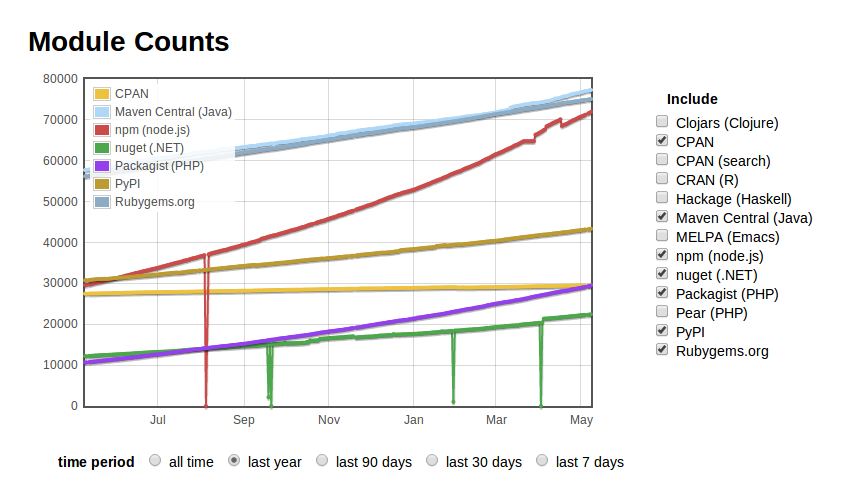 Module Counts
80000
70000
60000
50000
40000
30000
20000
10000
0
CPAN
Maven Central (Java)
npm (node.js)
nuget (.NET)
Packagist (PHP)
PyPI
Rubygems.org
Jul Sep Nov Jan Mar May
Include
Clojars (Clojure)
CPAN
CPAN (search)
CRAN (R)
Hackage (Haskell)
Maven Central (Java)
MELPA (Emacs)
npm (node.js)
nuget (.NET)
Packagist (PHP)
Pear (PHP)
PyPI
Rubygems.org
time period all time last year last 90 days last 30 days last 7 days